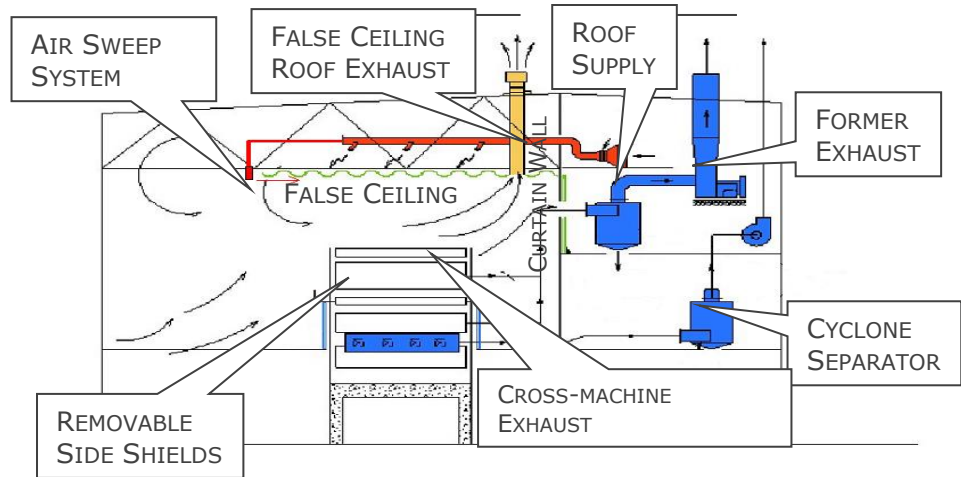 AIR SWEEP
SYSTEM
FALSE CEILING
ROOF EXHAUST
ROOF
SUPPLY
FORMER
EXHAUST
FALSE CEILING
CURTAIN WALL
CYCLONE
SEPARATOR
REMOVABLE
SIDE SHIELDS
CROSS-MACHINE
EXHAUST